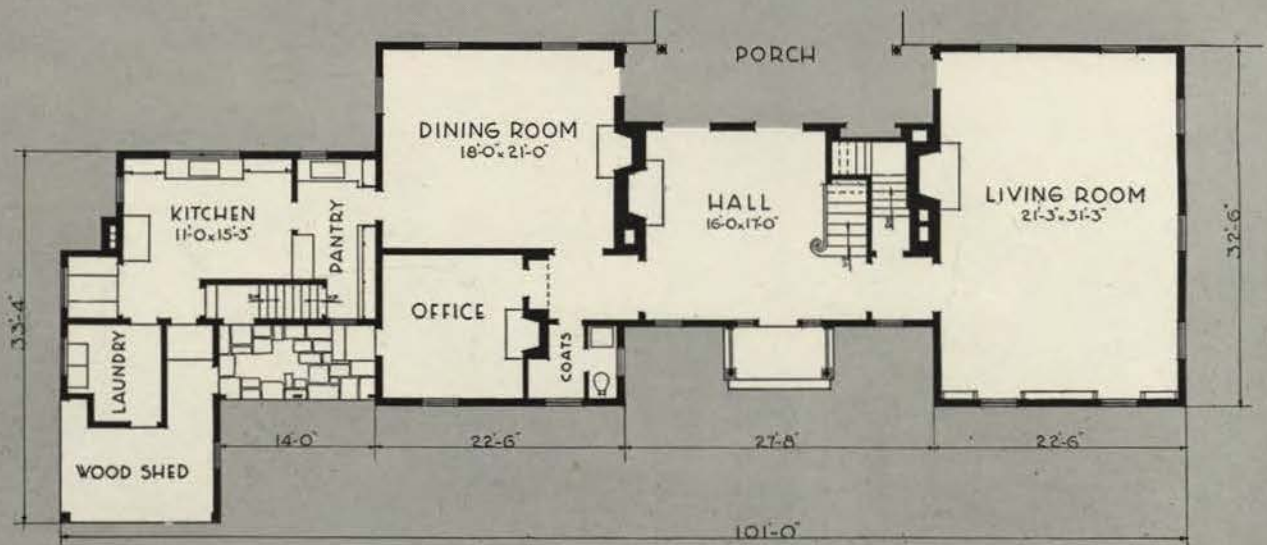 PORCH
DINING ROOM
18'-0" x 21'-0"
KITCHEN
11'-0 x 15'-3"
PANTRY
HALL
16'-0 x 17'-0"
LIVING ROOM
21'-3" x 31'-3"
32'-6"
33'-4"
OFFICE
COATS
LAUNDRY
WOOD SHED
14'-0"
22'-6"
27'-8"
22'-6"
101'-0"